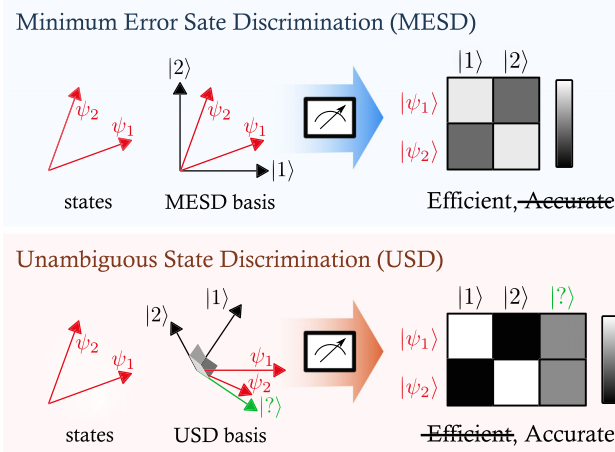 Minimum Error Sate Discrimination (MESD)
|1⟩ |2⟩
|2⟩
ψ₂
ψ₁
ψ₂
ψ₁
|1⟩
|ψ₁⟩
|ψ₂⟩
states
MESD basis
Efficient, Accurate
Unambiguous State Discrimination (USD)
|1⟩ |2⟩ |?⟩
|2⟩
|1⟩
ψ₂
ψ₁
ψ₁
ψ₂
|?⟩
|ψ₁⟩
|ψ₂⟩
states
USD basis
Efficient, Accurate